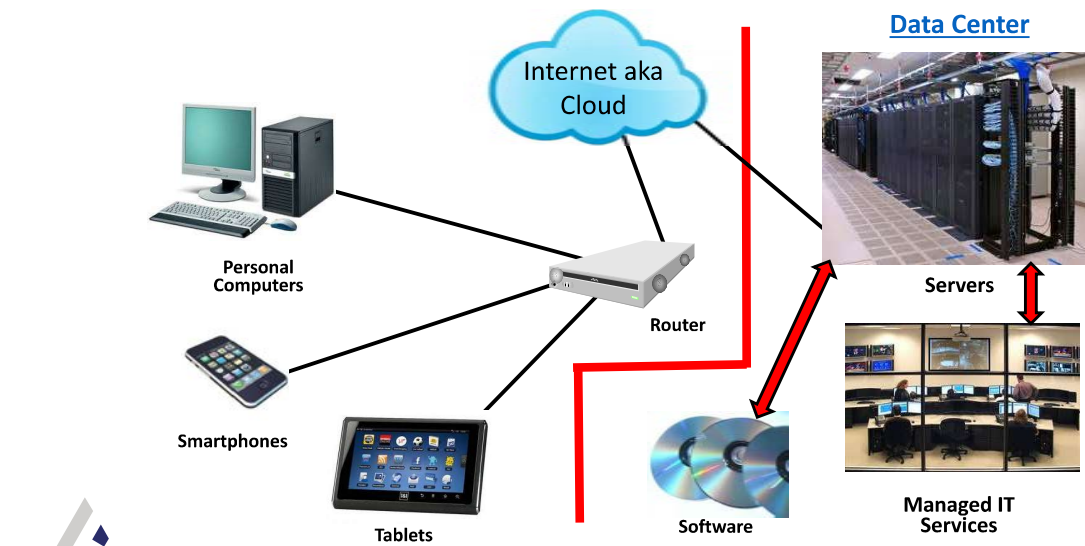 Data Center
Internet aka
Cloud
Personal
Computers
Servers
Router
Smartphones
Tablets
Software
Managed IT
Services